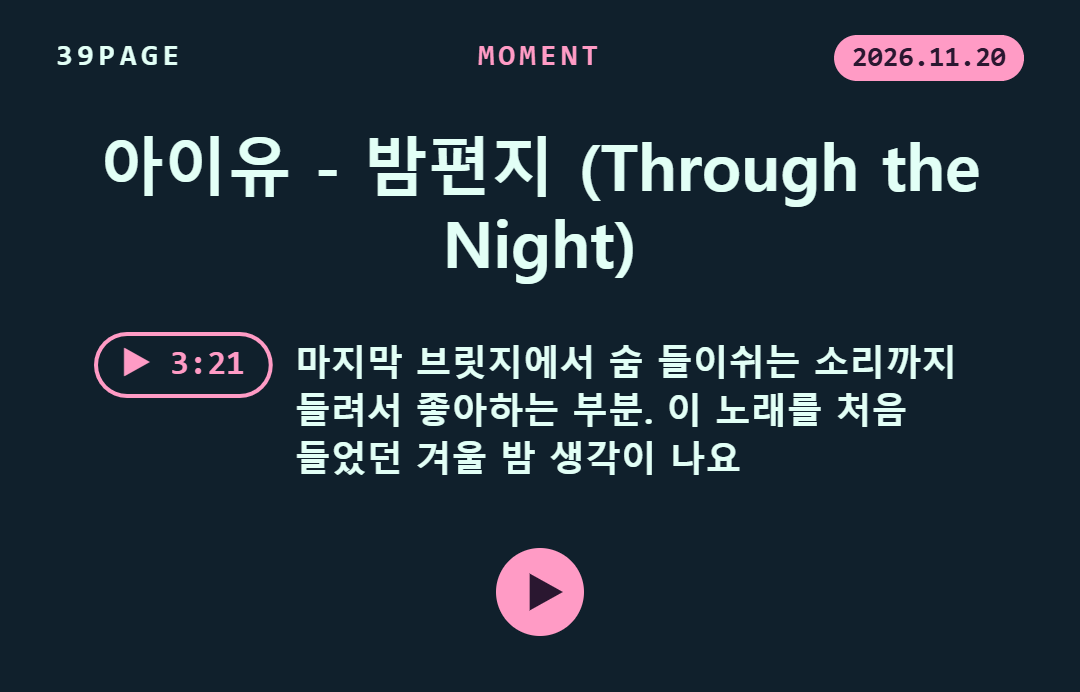 39PAGE
MOMENT
2026.11.20
아이유 - 밤편지 (Through the
Night)
▶ 3:21
마지막 브릿지에서 숨 들이쉬는 소리까지
들려서 좋아하는 부분. 이 노래를 처음
들었던 겨울 밤 생각이 나요